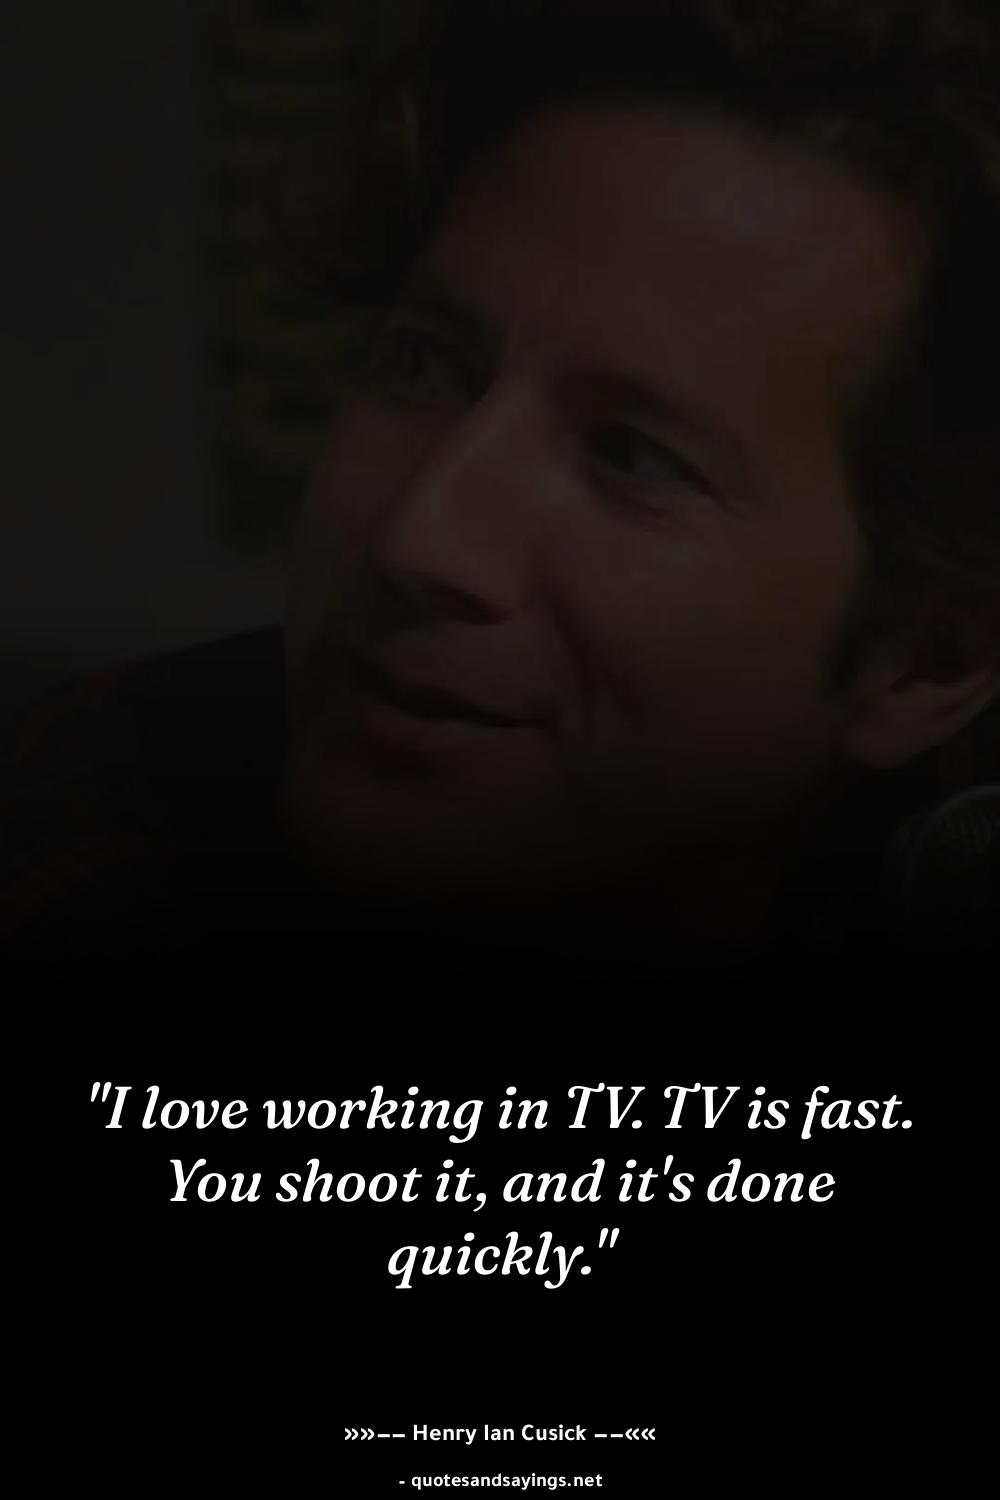 "I love working in TV. TV is fast.
You shoot it, and it's done
quickly."
»»–– Henry Ian Cusick ––««
- quotesandsayings.net